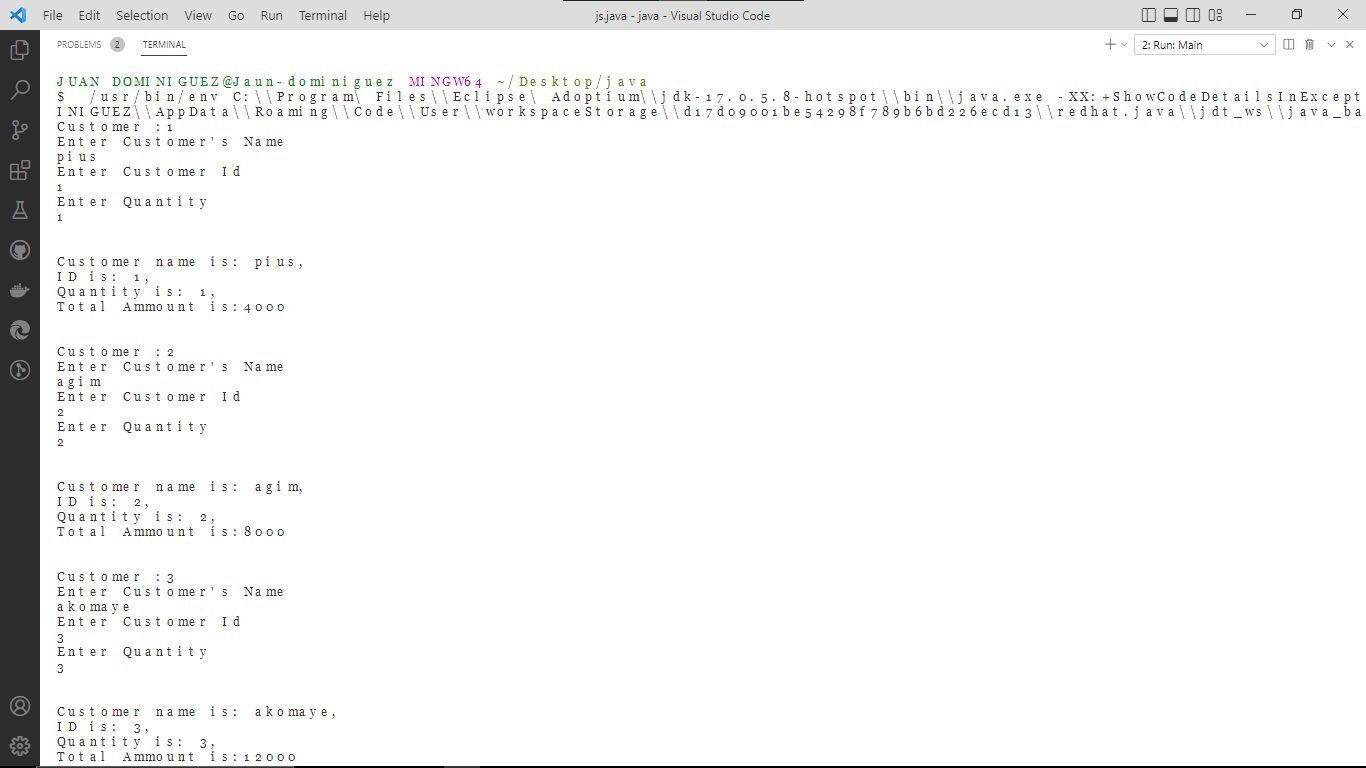 File Edit Selection View Go Run Terminal Help
js.java - java - Visual Studio Code
PROBLEMS 2 TERMINAL
2: Run: Main
JUAN DOMINIGUEZ@Jaun-dominiguez MINGW64 ~/Desktop/java
$ /usr/bin/env C:\\Program\ Files\\Eclipse\ Adoptium\\jdk-17.0.5.8-hotspot\\bin\\java.exe -XX:+ShowCodeDetailsInExcept
INIGUEZ\\AppData\\Roaming\\Code\\User\\workspaceStorage\\d17d09001be54298f789b6bd226ecd13\\redhat.java\\jdt_ws\\java_ba
Customer :1
Enter Customer's Name
pius
Enter Customer Id
1
Enter Quantity
1
Customer name is: pius,
ID is: 1,
Quantity is: 1,
Total Ammount is:4000
Customer :2
Enter Customer's Name
agim
Enter Customer Id
2
Enter Quantity
2
Customer name is: agim,
ID is: 2,
Quantity is: 2,
Total Ammount is:8000
Customer :3
Enter Customer's Name
akomaye
Enter Customer Id
3
Enter Quantity
3
Customer name is: akomaye,
ID is: 3,
Quantity is: 3,
Total Ammount is:12000